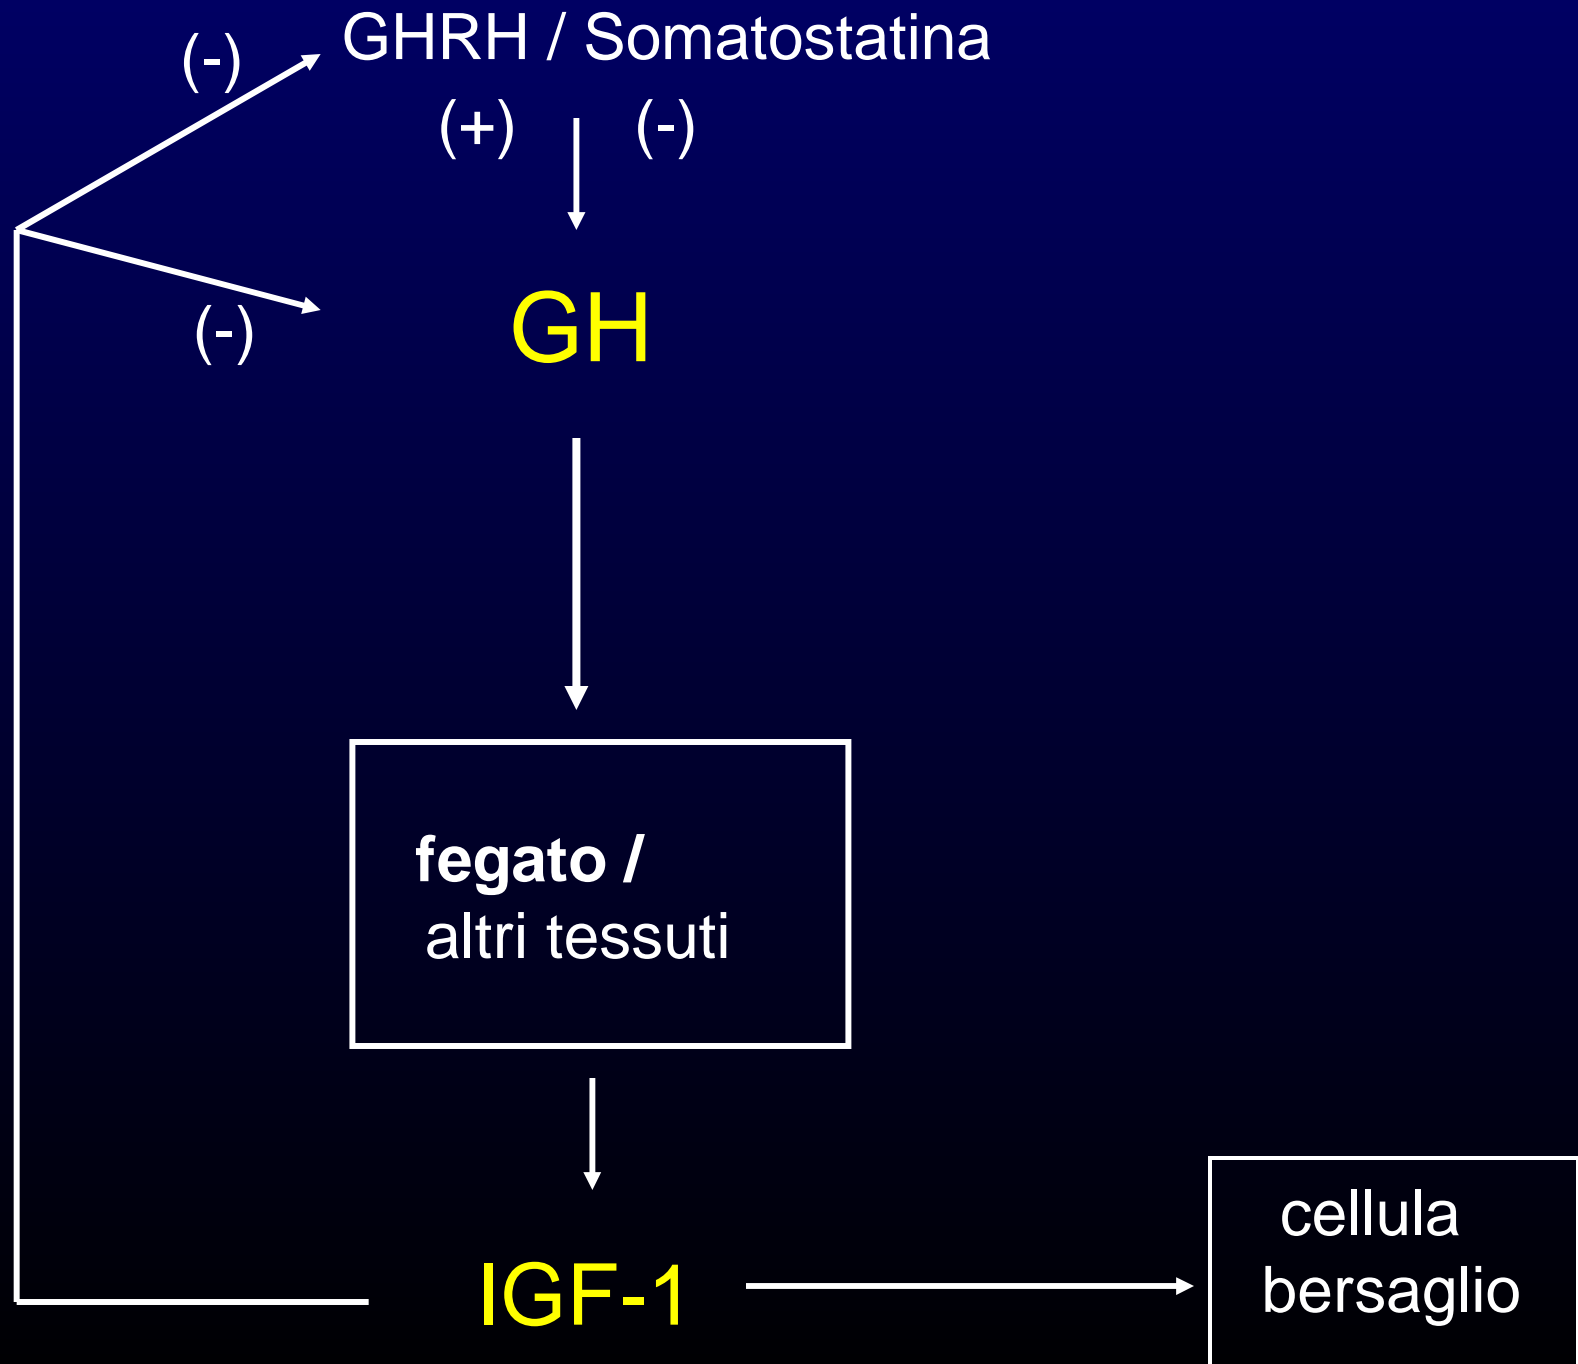 (-)
GHRH / Somatostatina
(+)
(-)
GH
(-)
fegato /
altri tessuti
IGF-1
cellula
bersaglio